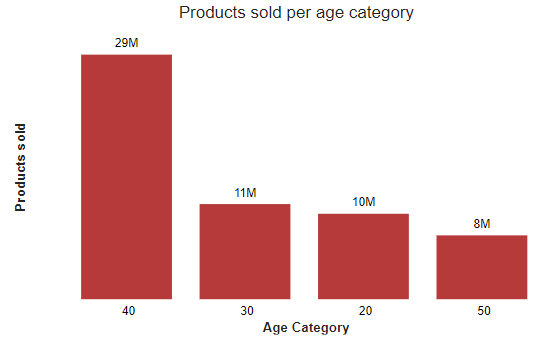 Products sold per age category
29M
11M
10M
8M
Products sold
40 30 20 50
Age Category